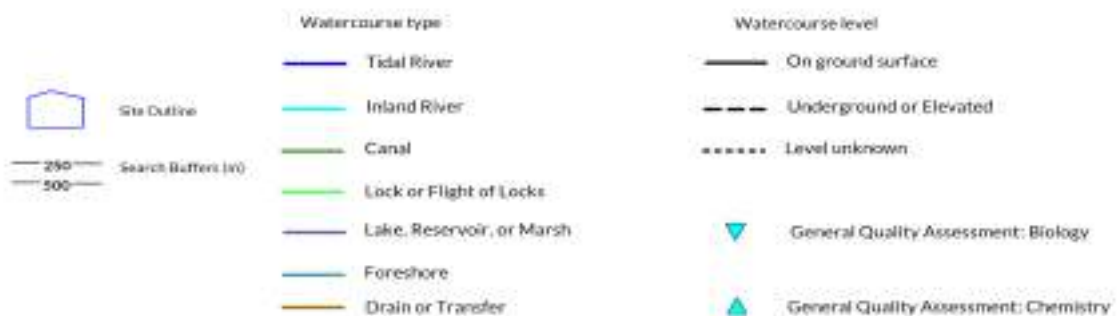 Watercourse type
Watercourse level
Tidal River
On ground surface
Site Outline
Inland River
Underground or Elevated
250
500
Search Buffers (m)
Canal
Level unknown
Lock or Flight of Locks
Lake, Reservoir, or Marsh
General Quality Assessment: Biology
Foreshore
Drain or Transfer
General Quality Assessment: Chemistry